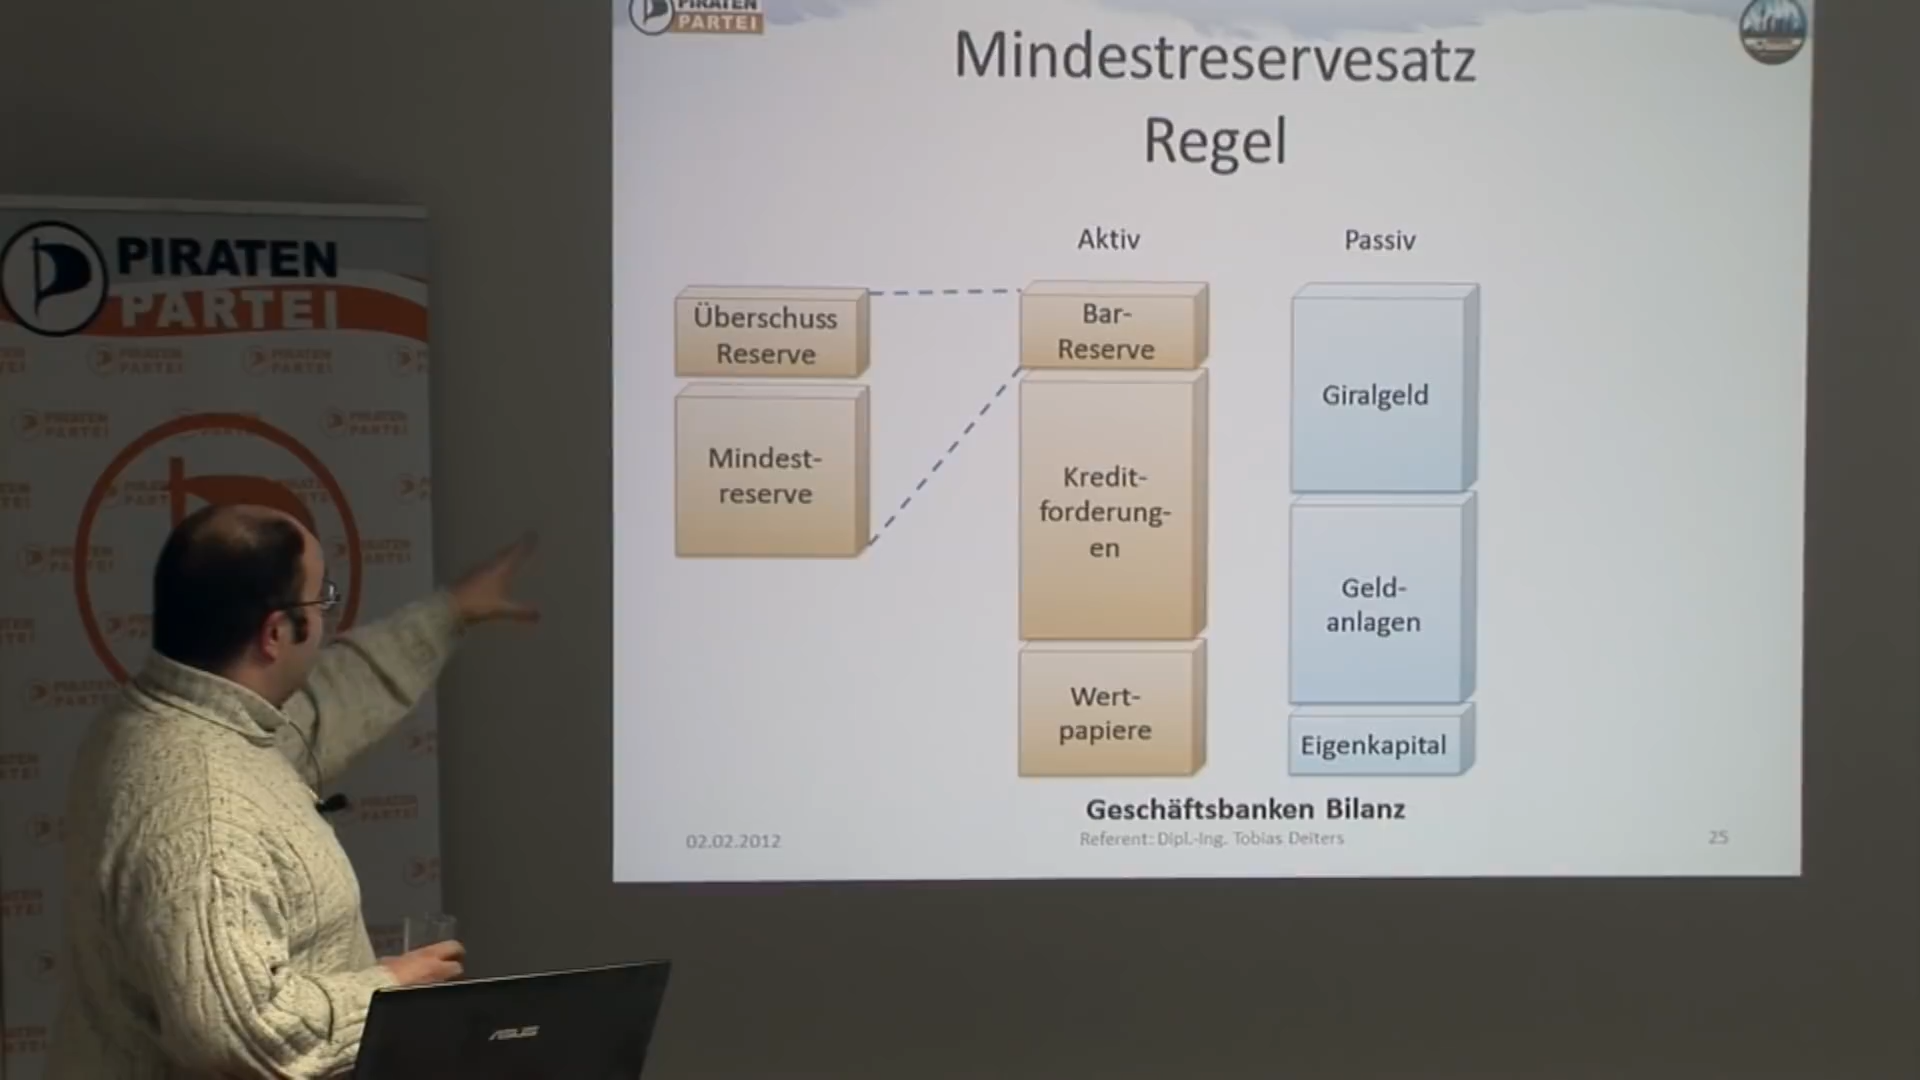 PIRATEN
PARTEI
Mindestreservesatz
Regel
Aktiv
Passiv
Überschuss
Reserve
Mindest-
reserve
Bar-
Reserve
Kredit-
forderung-
en
Wert-
papiere
Giralgeld
Geld-
anlagen
Eigenkapital
Geschäftsbanken Bilanz
02.02.2012
Referent: Dipl.-Ing. Tobias Deiters
25
PIRATEN
PARTEI
ASUS